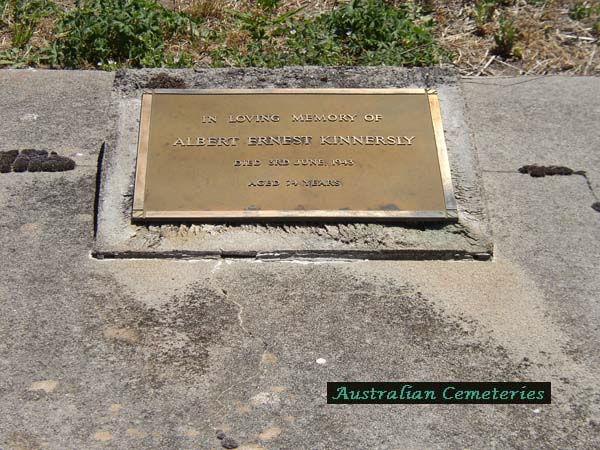 IN LOVING MEMORY OF
ALBERT ERNEST KINNERSLY
DIED 3RD JUNE, 1943
AGED 74 YEARS
Australian Cemeteries